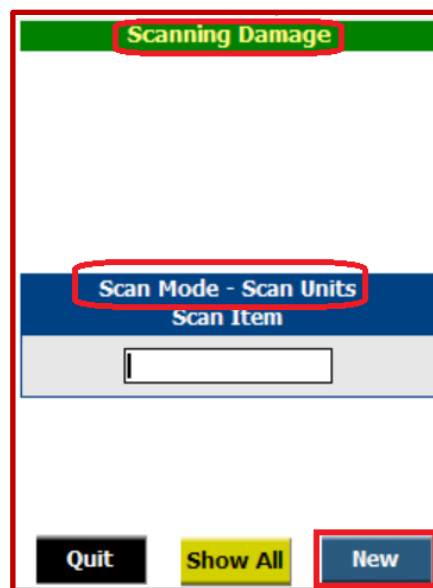 Scanning Damage
Scan Mode - Scan Units
Scan Item
Quit Show All New